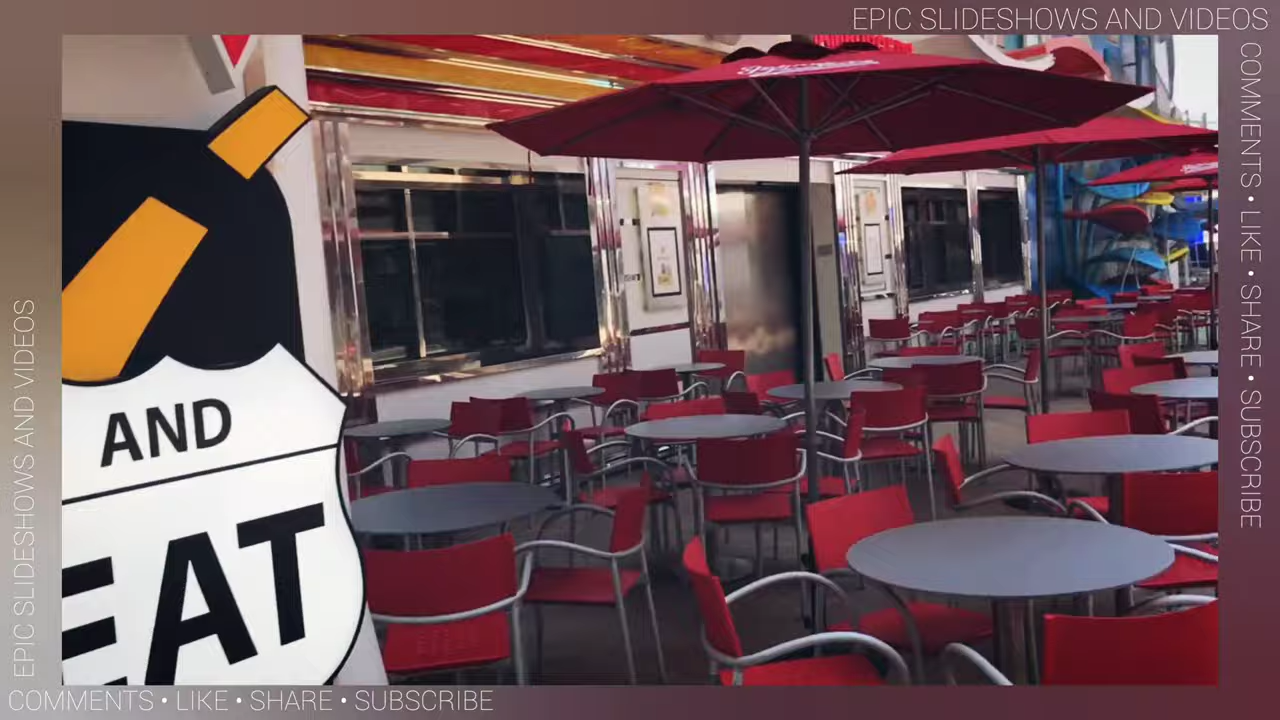 EPIC SLIDESHOWS AND VIDEOS
COMMENTS • LIKE • SHARE • SUBSCRIBE
AND
EAT
EPIC SLIDESHOWS AND VIDEOS
COMMENTS • LIKE • SHARE • SUBSCRIBE